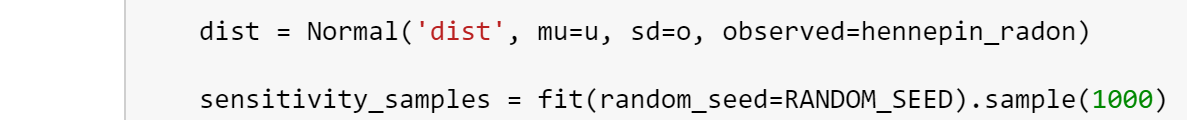 dist = Normal('dist', mu=u, sd=o, observed=hennepin_radon)
sensitivity_samples = fit(random_seed=RANDOM_SEED).sample(1000)